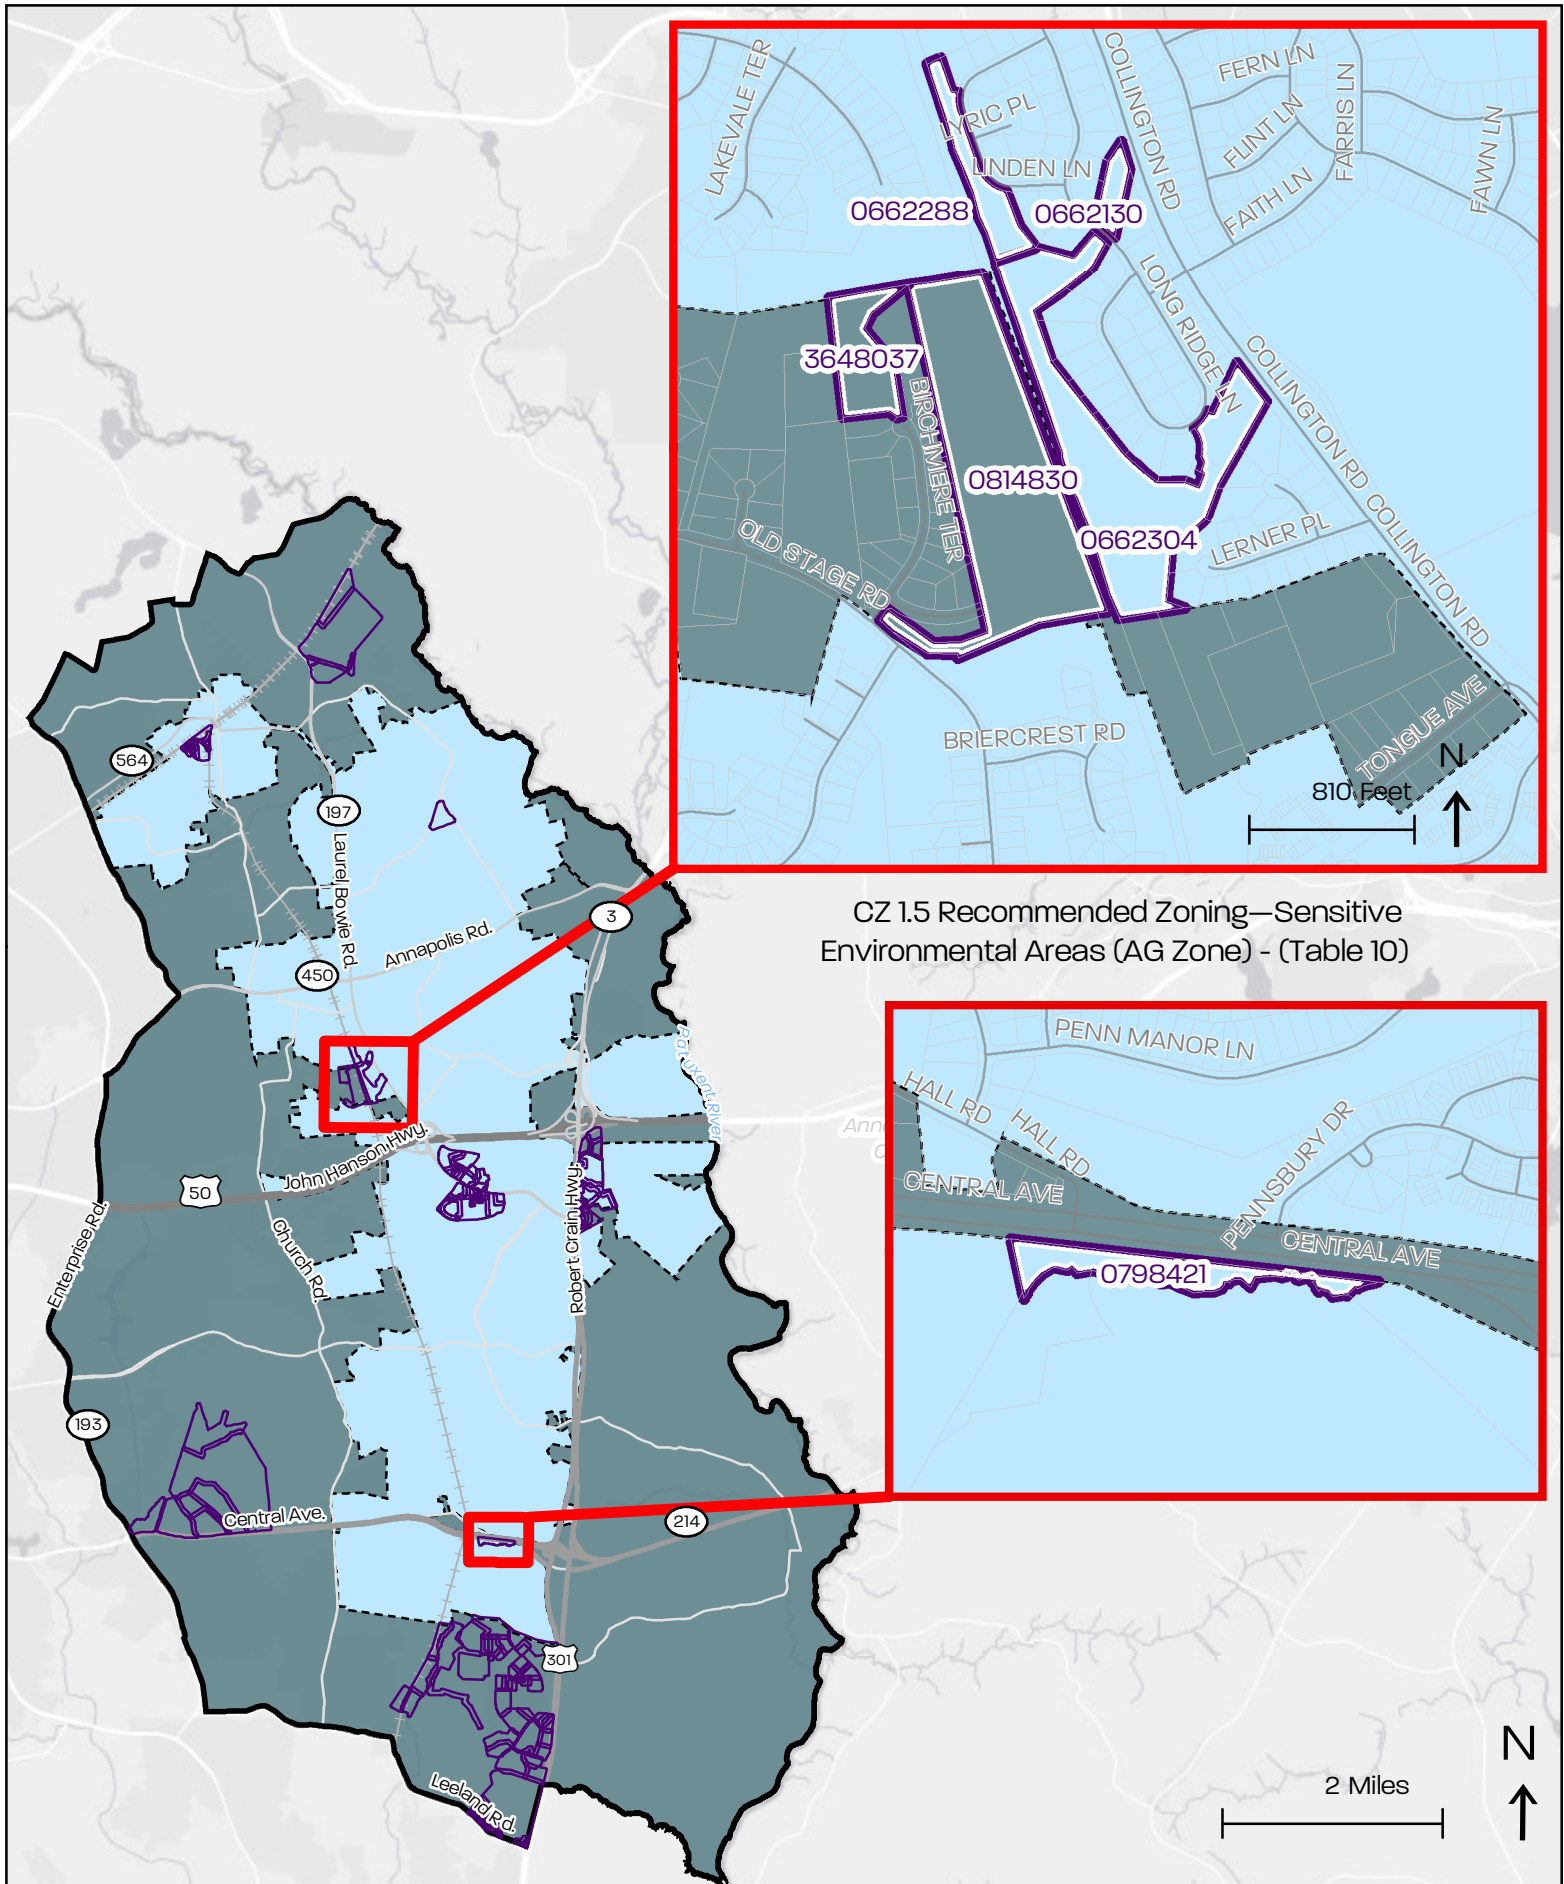 LAKEVALE TER
LYRIC PL
LINDEN LN
COLLINGTON RD
FERN LN
FLINT LN
FARRIS LN
FAITH LN
FAWN LN
0662288
0662130
LONG RIDGE LN
3648037
BIRCHMERE TER
0814830
COLLINGTON RD
COLLINGTON RD
OLD STAGE RD
0662304
LERNER PL
BRIERCREST RD
TONGUE AVE
N
810 Feet
CZ 1.5 Recommended Zoning—Sensitive
Environmental Areas (AG Zone) - (Table 10)
PENN MANOR LN
HALL RD
HALL RD
PENNSBURY DR
CENTRAL AVE
CENTRAL AVE
0798421
564
197
Laurel Bowie Rd.
3
Annapolis Rd.
450
Patuxent River
John Hanson Hwy.
50
Enterprise Rd.
Church Rd.
Robert Crain Hwy.
193
Central Ave.
214
301
Leeland Rd.
N
2 Miles